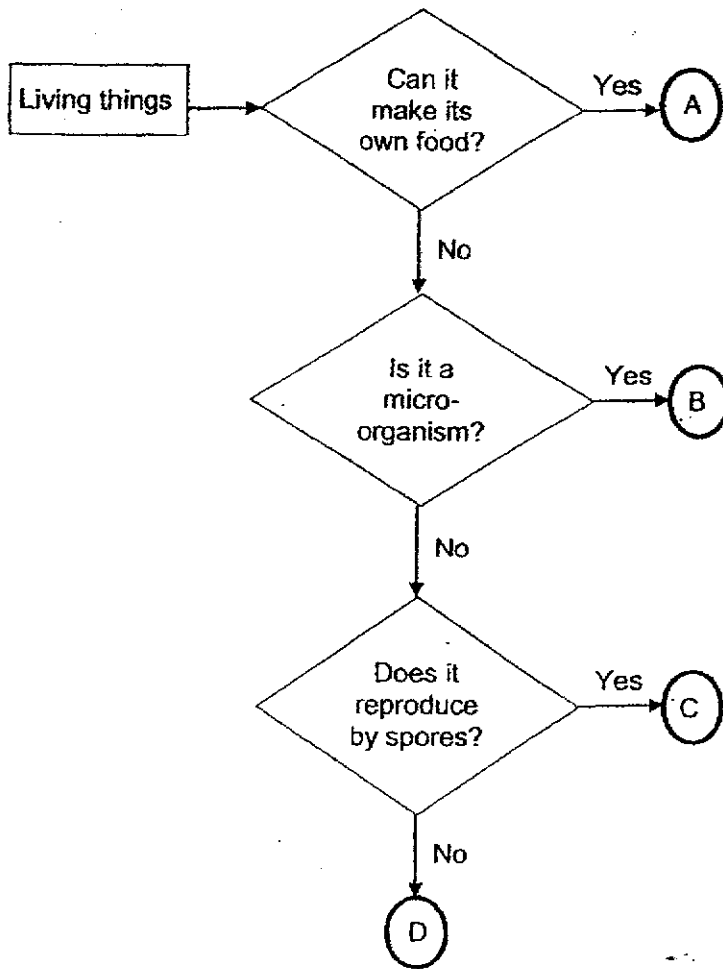 Living things
Can it
make its
own food?
Yes
A
No
Is it a
micro-
organism?
Yes
B
No
Does it
reproduce
by spores?
Yes
C
No
D